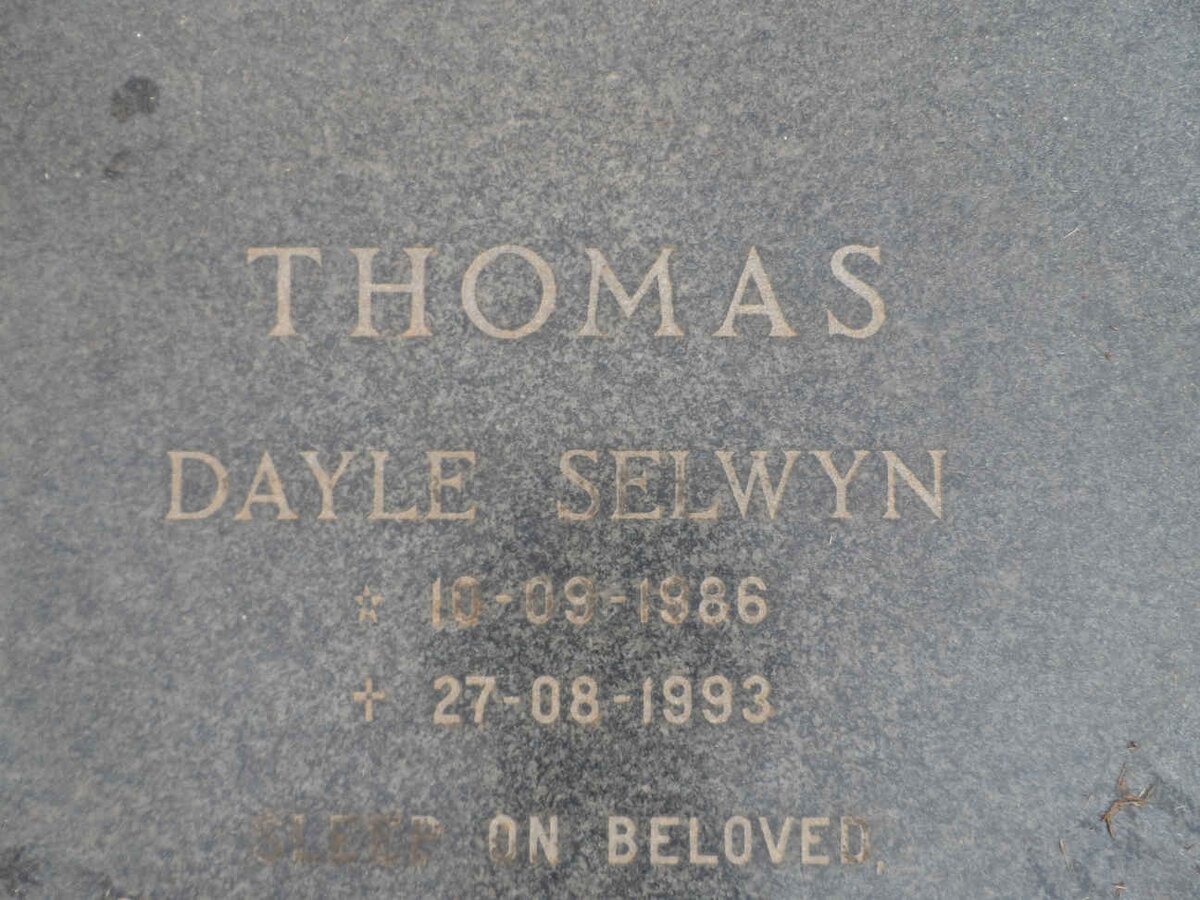 THOMAS
DAYLE SELWYN
☆ 10-09-1986
✝ 27-08-1993
SLEEP ON BELOVED,